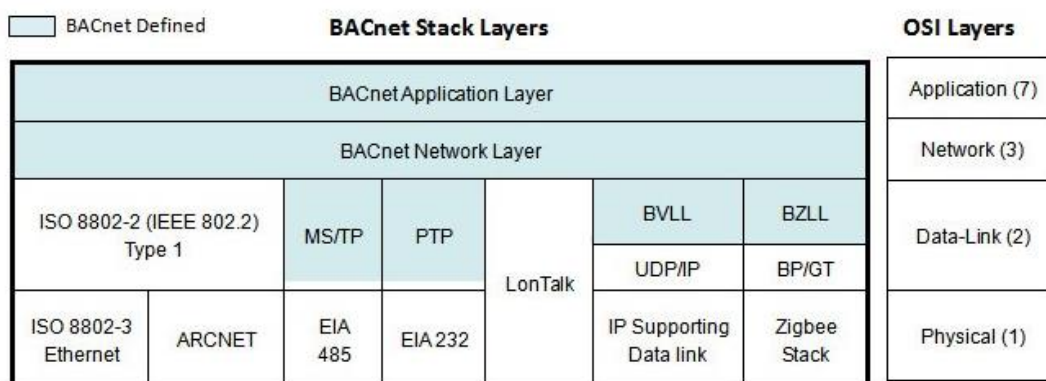 BACnet Defined
BACnet Stack Layers
OSI Layers
BACnet Application Layer
Application (7)
BACnet Network Layer
Network (3)
ISO 8802-2 (IEEE 802.2)
Type 1
MS/TP
PTP
LonTalk
BVLL
BZLL
UDP/IP
BP/GT
Data-Link (2)
ISO 8802-3
Ethernet
ARCNET
EIA
485
EIA 232
IP Supporting
Data link
Zigbee
Stack
Physical (1)